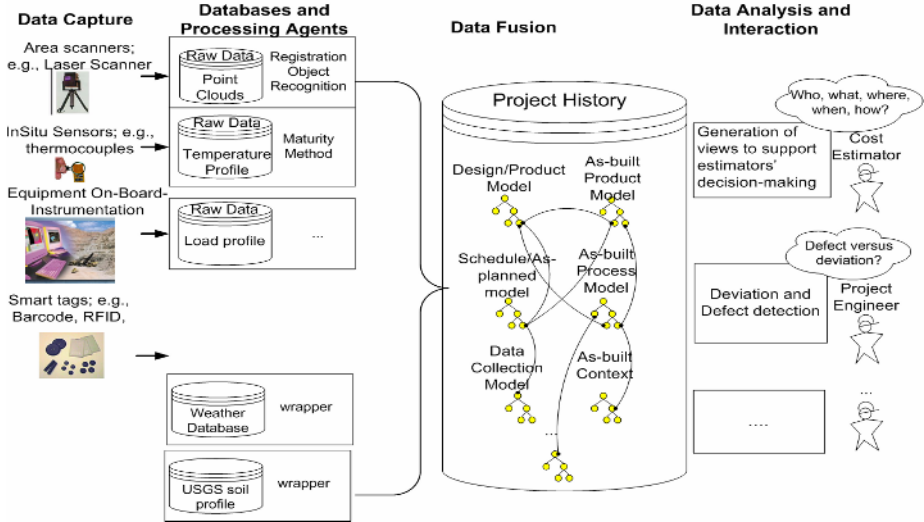 Data Capture
Area scanners;
e.g., Laser Scanner
InSitu Sensors; e.g.,
thermocouples
Equipment On-Board-
Instrumentation
Smart tags; e.g.,
Barcode, RFID,
Databases and
Processing Agents
Raw Data
Point
Clouds
Registration
Object
Recognition
Raw Data
Temperature
Profile
Maturity
Method
Raw Data
Load profile
...
Weather
Database
wrapper
USGS soil
profile
wrapper
Data Fusion
Project History
Design/Product
Model
As-built
Product
Model
Schedule/As-
planned
model
As-built
Process
Model
Data
Collection
Model
As-built
Context
...
Data Analysis and
Interaction
Who, what, where,
when, how?
Generation of
views to support
estimators'
decision-making
Cost
Estimator
Defect versus
deviation?
Deviation and
Defect detection
Project
Engineer
....
...